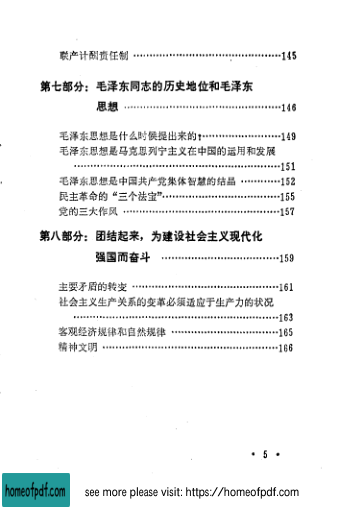 联产计酬责任制 ………………………………145
第七部分：毛泽东同志的历史地位和毛泽东
思想 ………………………………146
毛泽东思想是什么时候提出来的？………………149
毛泽东思想是马克思列宁主义在中国的运用和发展
………………………………………………151
毛泽东思想是中国共产党集体智慧的结晶 …………152
民主革命的“三个法宝”………………………155
党的三大作风 ………………………………157
第八部分：团结起来，为建设社会主义现代化
强国而奋斗 …………………………159
主要矛盾的转变 ………………………………161
社会主义生产关系的变革必须适应于生产力的状况
………………………………………………163
客观经济规律和自然规律 ………………………165
精神文明 ……………………………………166
• 5 •
homeofpdf.com
see more please visit: https://homeofpdf.com